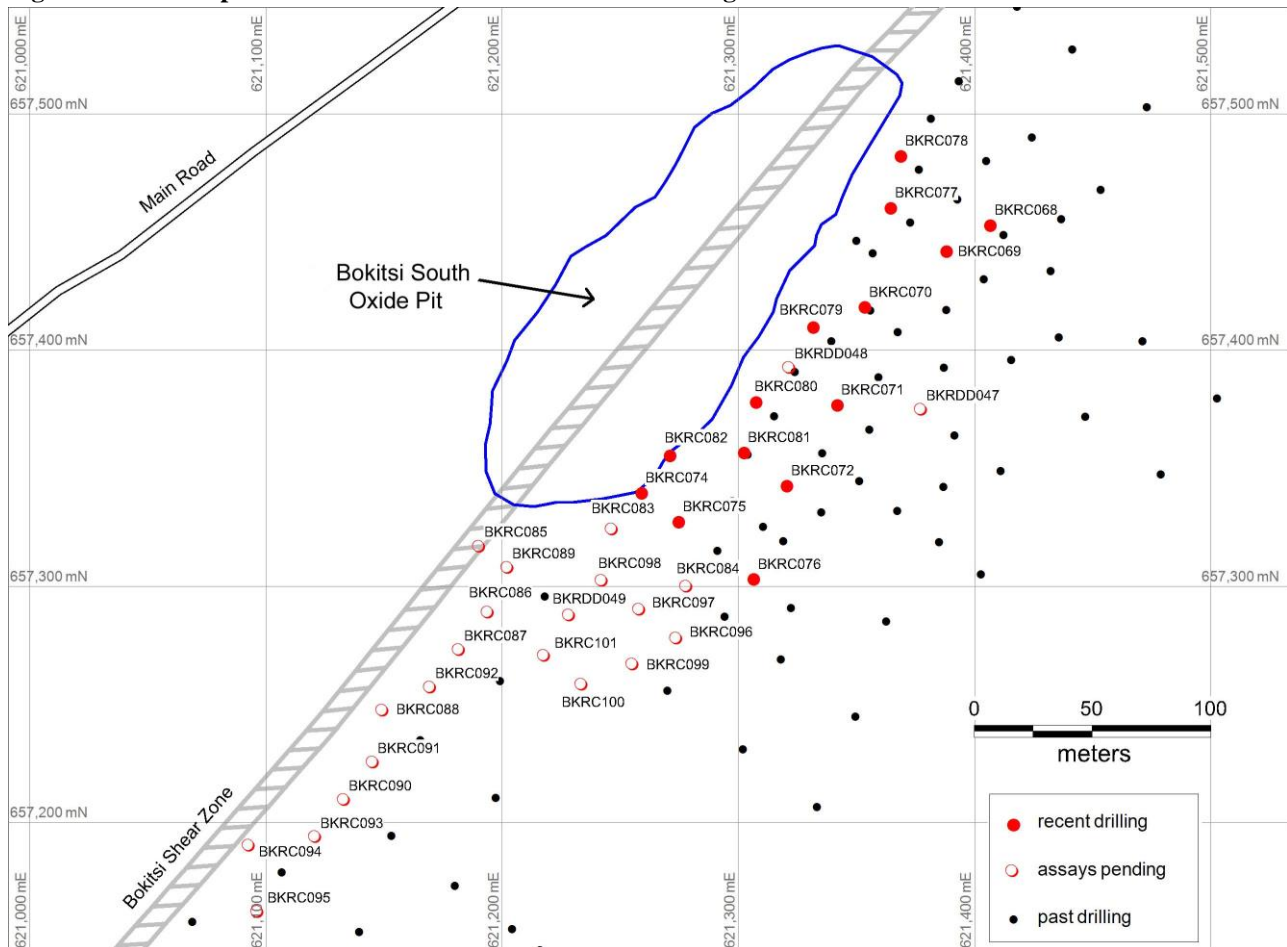 621,000 mE
621,100 mE
621,200 mE
621,300 mE
621,400 mE
621,500 mE
657,500 mN
657,500 mN
Main Road
BKRC078
BKRC077
BKRC068
BKRC069
Bokitsi South
Oxide Pit
BKRC070
BKRC079
657,400 mN
657,400 mN
BKRDD048
BKRC080
BKRC071
BKRDD047
BKRC082
BKRC081
BKRC074
BKRC072
BKRC083
BKRC075
BKRC085
BKRC089
BKRC098
BKRC084
BKRC076
657,300 mN
657,300 mN
BKRC086
BKRDD049
BKRC097
BKRC087
BKRC101
BKRC096
BKRC092
BKRC099
BKRC100
BKRC088
BKRC091
0 50 100
meters
BKRC090
657,200 mN
657,200 mN
BKRC093
BKRC094
BKRC095
Bokitsi Shear Zone
recent drilling
assays pending
past drilling
621,000 mE
621,100 mE
621,200 mE
621,300 mE
621,400 mE